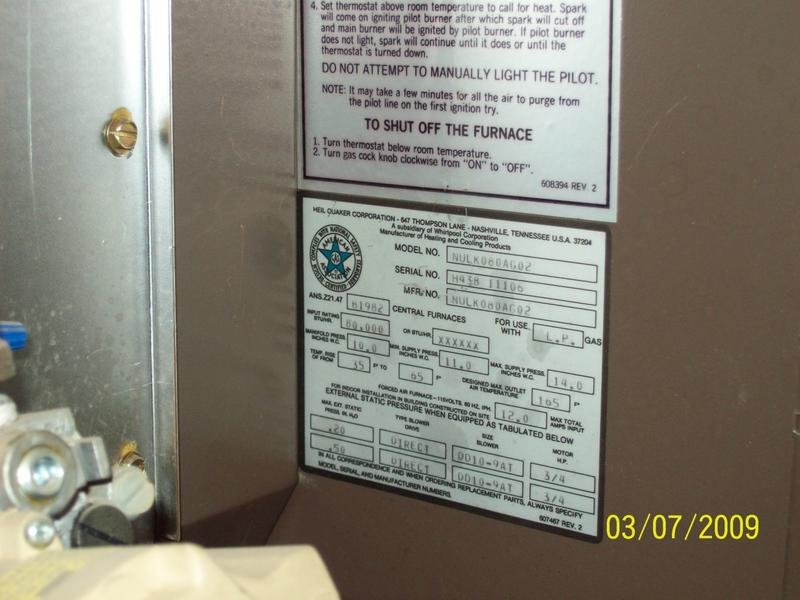 4. Set thermostat above room temperature to call for heat. Spark
will come on igniting pilot burner after which spark will cut off
and main burner will be ignited by pilot burner. If pilot burner
does not light, spark will continue until it does or until the
thermostat is turned down.
DO NOT ATTEMPT TO MANUALLY LIGHT THE PILOT.
NOTE: It may take a few minutes for all the air to purge from
the pilot line on the first ignition try.
TO SHUT OFF THE FURNACE
1. Turn thermostat below room temperature.
2. Turn gas cock knob clockwise from "ON" to "OFF".
608394 REV. 2
HEIL QUAKER CORPORATION - 647 THOMPSON LANE - NASHVILLE, TENNESSEE U.S.A. 37204
A subsidiary of Whirlpool Corporation
Manufacturer of Heating and Cooling Products
AMERICAN
ASSOCIATION
MODEL NO. NULK080AG02
SERIAL NO. H438 11106
MFR. NO. NULK080AG02
ANS.Z21.47 B1982 CENTRAL FURNACES FOR USE WITH L.P. GAS
INPUT RATING BTU/HR. 80,000 OR BTU/HR. XXXXXX
MANIFOLD PRESS. INCHES W.C. 10.0 MIN. SUPPLY PRESS. INCHES W.C. 11.0 MAX. SUPPLY PRESS. INCHES W.C. 14.0
TEMP. RISE OF FROM 35 F° TO 65 F° DESIGNED MAX. OUTLET AIR TEMPERATURE 165 F°
FORCED AIR FURNACE - 115VOLTS, 60 HZ, IPH. 12.0 MAX TOTAL AMPS INPUT
FOR INDOOR INSTALLATION IN BUILDING CONSTRUCTED ON SITE
EXTERNAL STATIC PRESSURE WHEN EQUIPPED AS TABULATED BELOW
MAX. EXT. STATIC PRESS. IN. H2O TYPE BLOWER DRIVE SIZE BLOWER MOTOR H.P.
.20 DIRECT DD10-9AT 3/4
.50 DIRECT DD10-9AT 3/4
IN ALL CORRESPONDENCE AND WHEN ORDERING REPLACEMENT PARTS, ALWAYS SPECIFY
MODEL, SERIAL, AND MANUFACTURER NUMBERS.
607467 REV. 2
03/07/2009